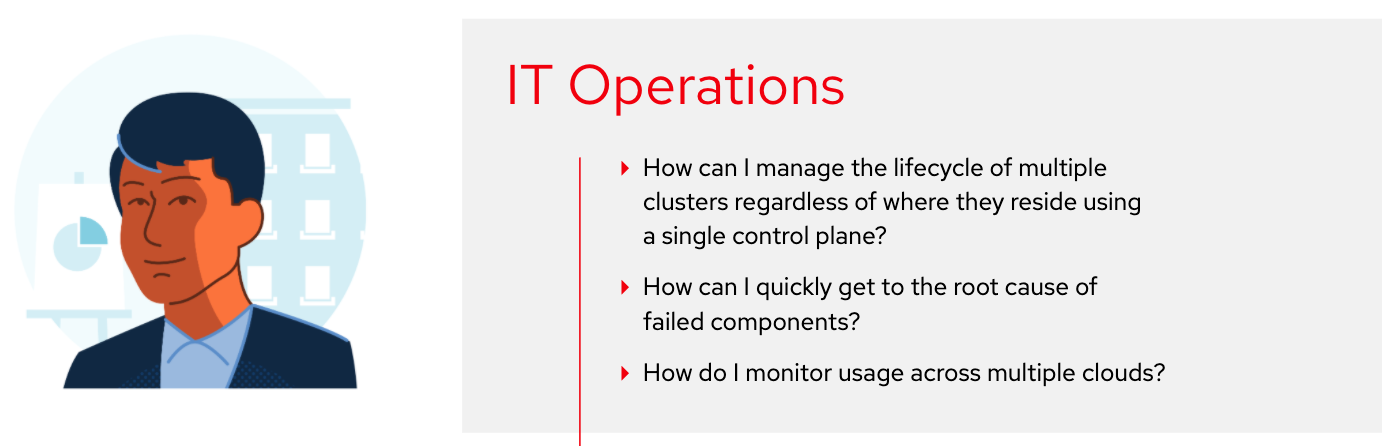 IT Operations
How can I manage the lifecycle of multiple
clusters regardless of where they reside using
a single control plane?
How can I quickly get to the root cause of
failed components?
How do I monitor usage across multiple clouds?